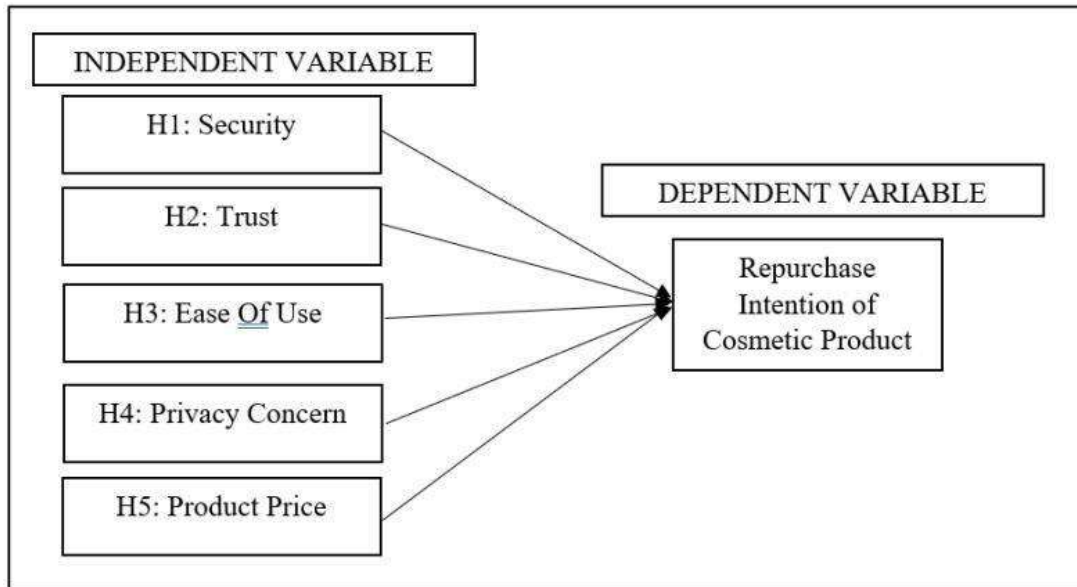 INDEPENDENT VARIABLE
H1: Security
H2: Trust
H3: Ease Of Use
H4: Privacy Concern
H5: Product Price
DEPENDENT VARIABLE
Repurchase
Intention of
Cosmetic Product